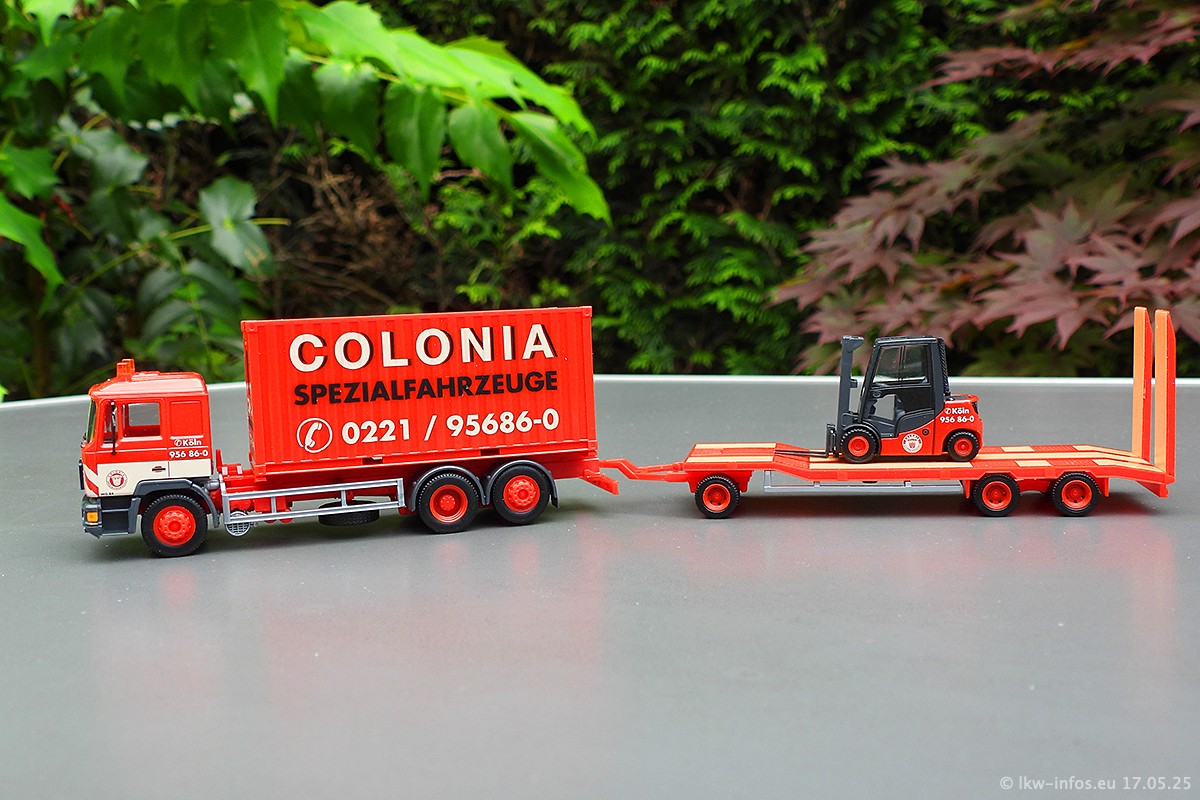 COLONIA
SPEZIALFAHRZEUGE
0221 / 95686-0
Köln
956 86-0
Köln
956 86-0
© lkw-infos.eu 17.05.25